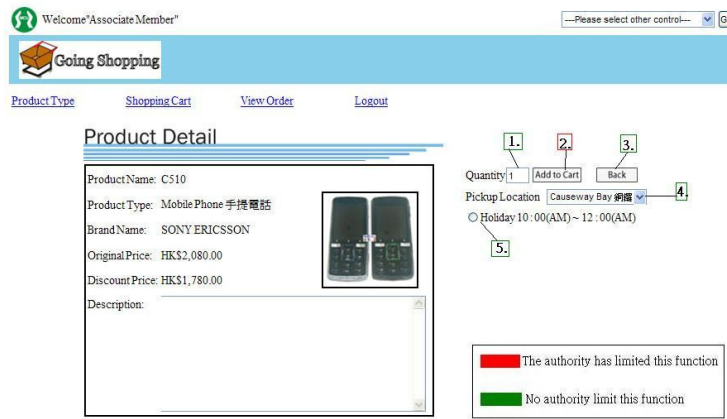 Welcome"Associate Member"
---Please select other control---
Going Shopping
Product Type Shopping Cart View Order Logout
Product Detail
1. 2. 3.
Product Name: C510
Quantity 1 Add to Cart Back
Product Type: Mobile Phone 手提電話
Pickup Location Causeway Bay 銅鑼
4.
Brand Name: SONY ERICSSON
Holiday 10 : 00(AM) ~ 12 : 00(AM)
5.
Original Price: HK$2,080.00
Discount Price: HK$1,780.00
Description:
The authority has limited this function
No authority limit this function